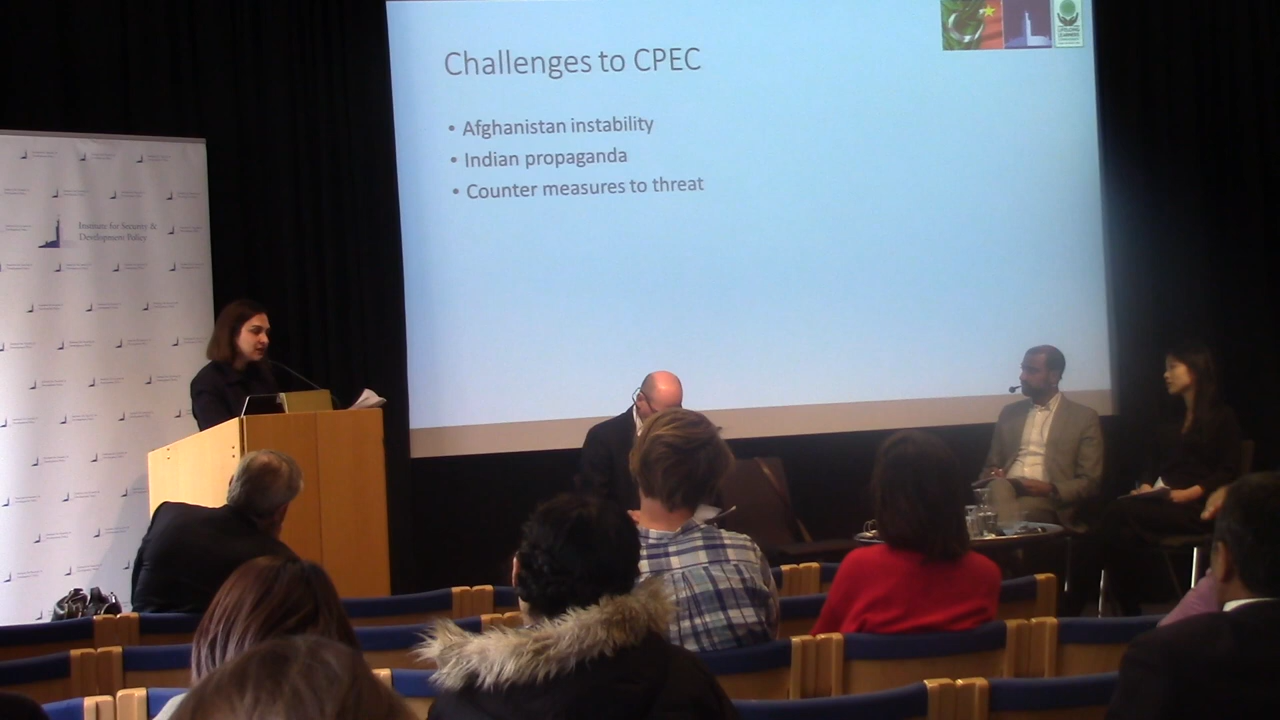 Challenges to CPEC
• Afghanistan instability
• Indian propaganda
• Counter measures to threat
Institute for Security &
Development Policy